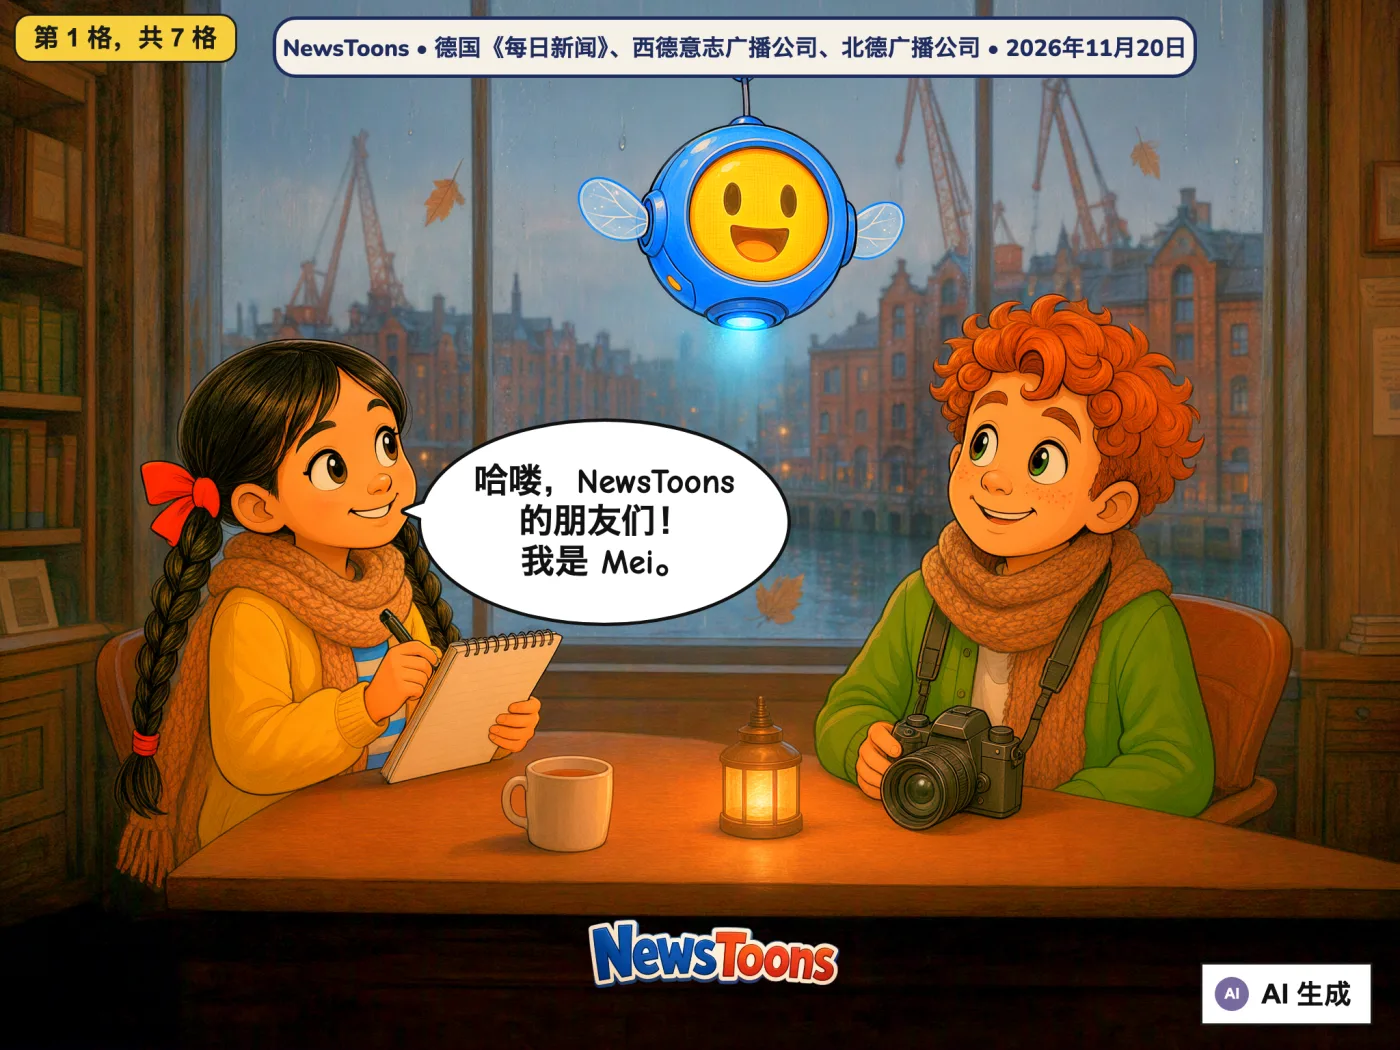 第 1 格，共 7 格
NewsToons • 德国《每日新闻》、西德意志广播公司、北德广播公司 • 2026年11月20日
哈喽，NewsToons
的朋友们！
我是 Mei。
NewsToons
AI AI 生成